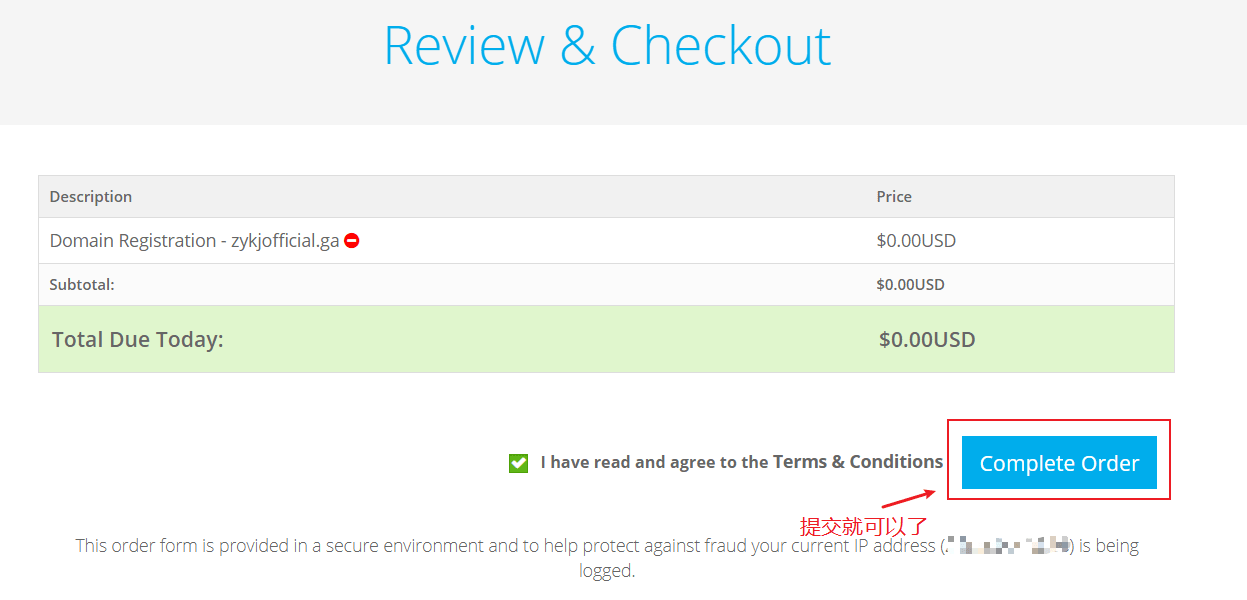 Review & Checkout
Description Price
Domain Registration - zykjofficial.ga $0.00USD
Subtotal: $0.00USD
Total Due Today: $0.00USD
I have read and agree to the Terms & Conditions Complete Order
提交就可以了
This order form is provided in a secure environment and to help protect against fraud your current IP address ( ) is being
logged.